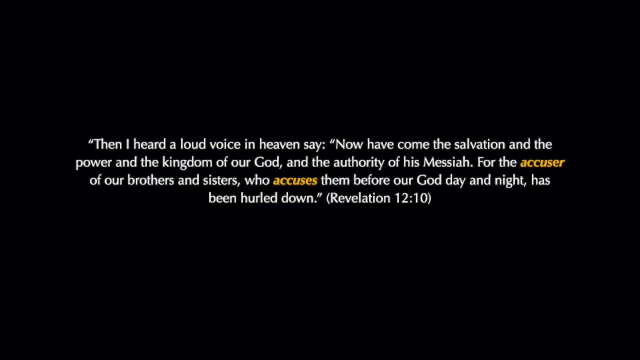 “Then I heard a loud voice in heaven say: “Now have come the salvation and the
power and the kingdom of our God, and the authority of his Messiah. For the accuser
of our brothers and sisters, who accuses them before our God day and night, has
been hurled down.” (Revelation 12:10)